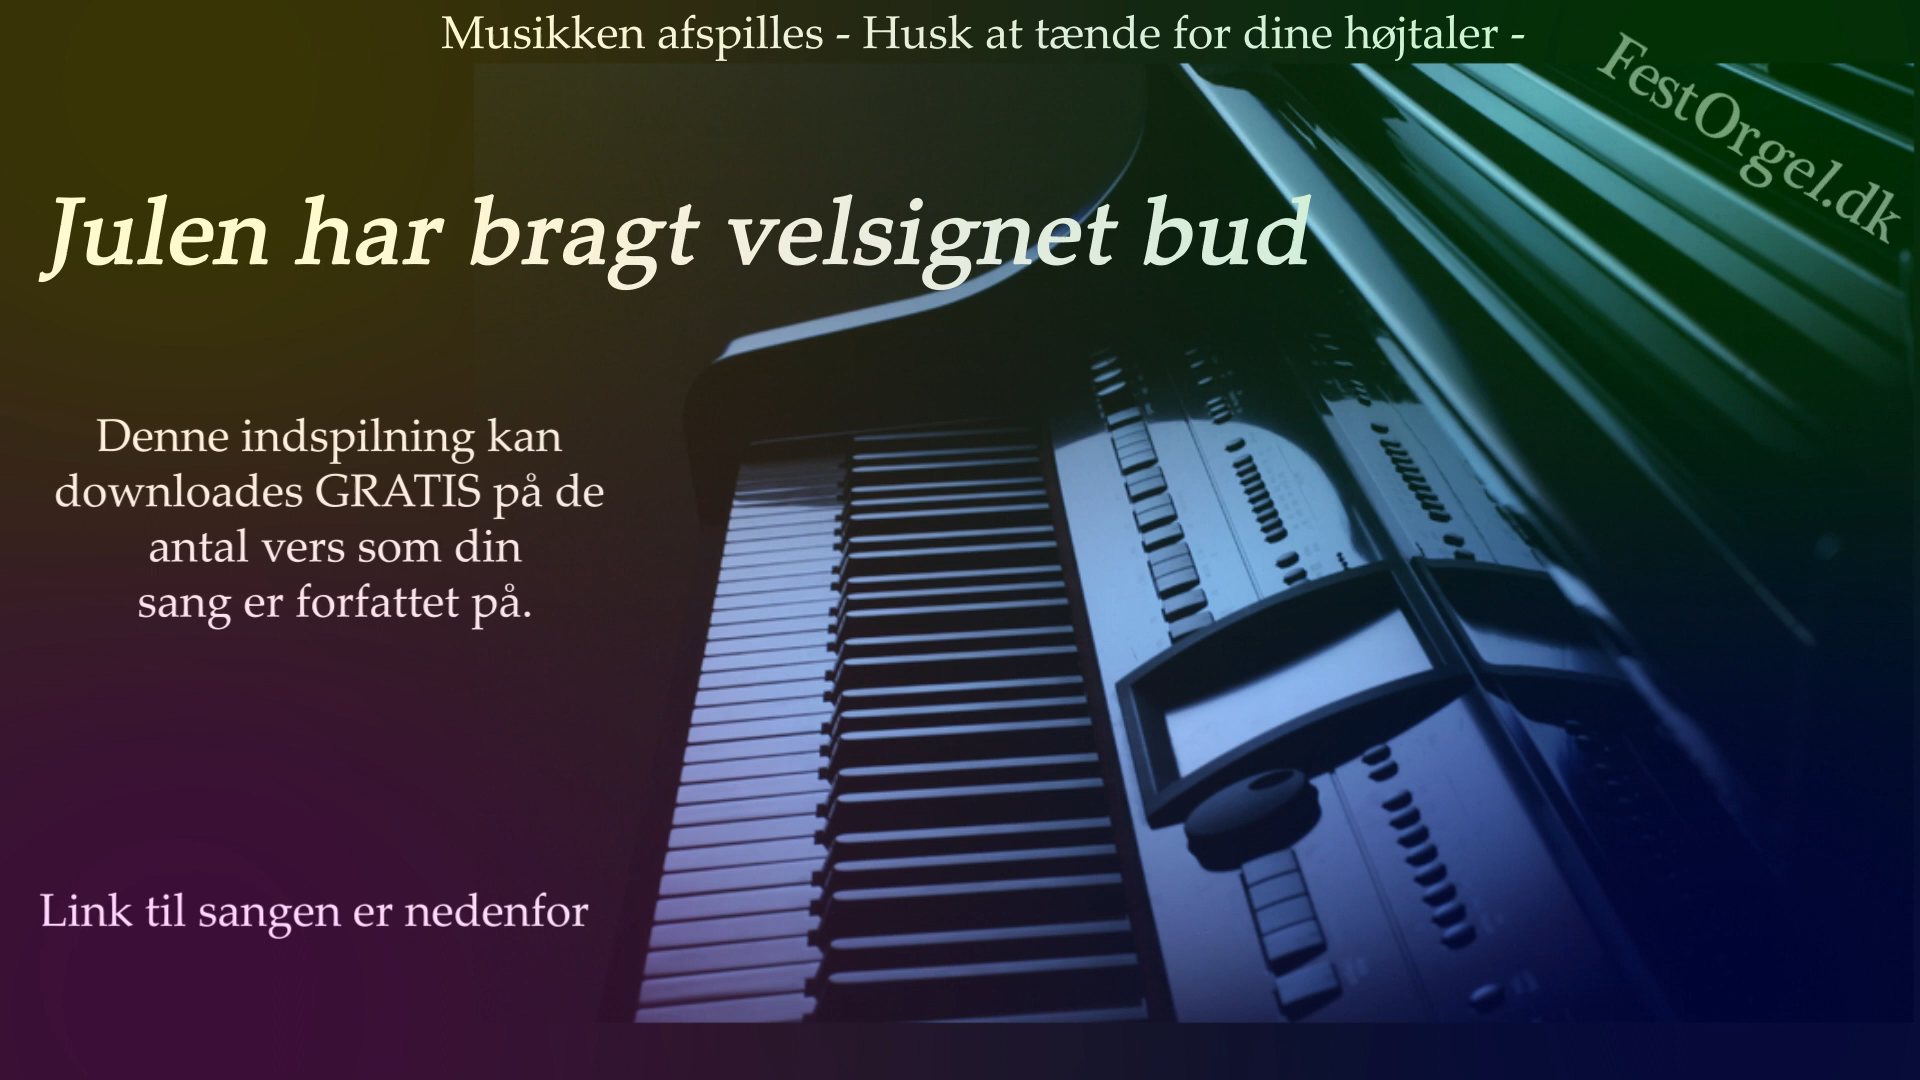 Musikken afspilles - Husk at tænde for dine højtaler -
FestOrgel.dk
Julen har bragt velsignet bud
Denne indspilning kan
downloades GRATIS på de
antal vers som din
sang er forfattet på.
Link til sangen er nedenfor